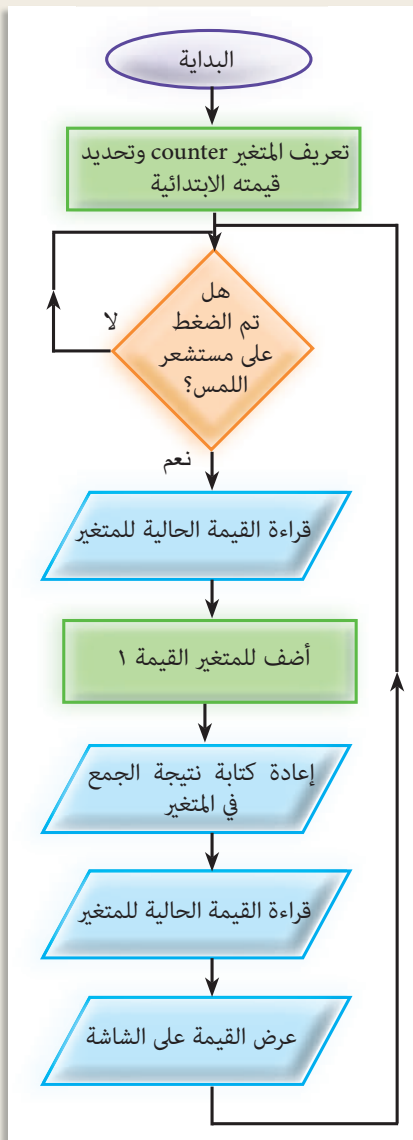 البداية
تعريف المتغير counter وتحديد
قيمته الابتدائية
هل
تم الضغط
على مستشعر
اللمس؟
لا
نعم
قراءة القيمة الحالية للمتغير
أضف للمتغير القيمة ١
إعادة كتابة نتيجة الجمع
في المتغير
قراءة القيمة الحالية للمتغير
عرض القيمة على الشاشة